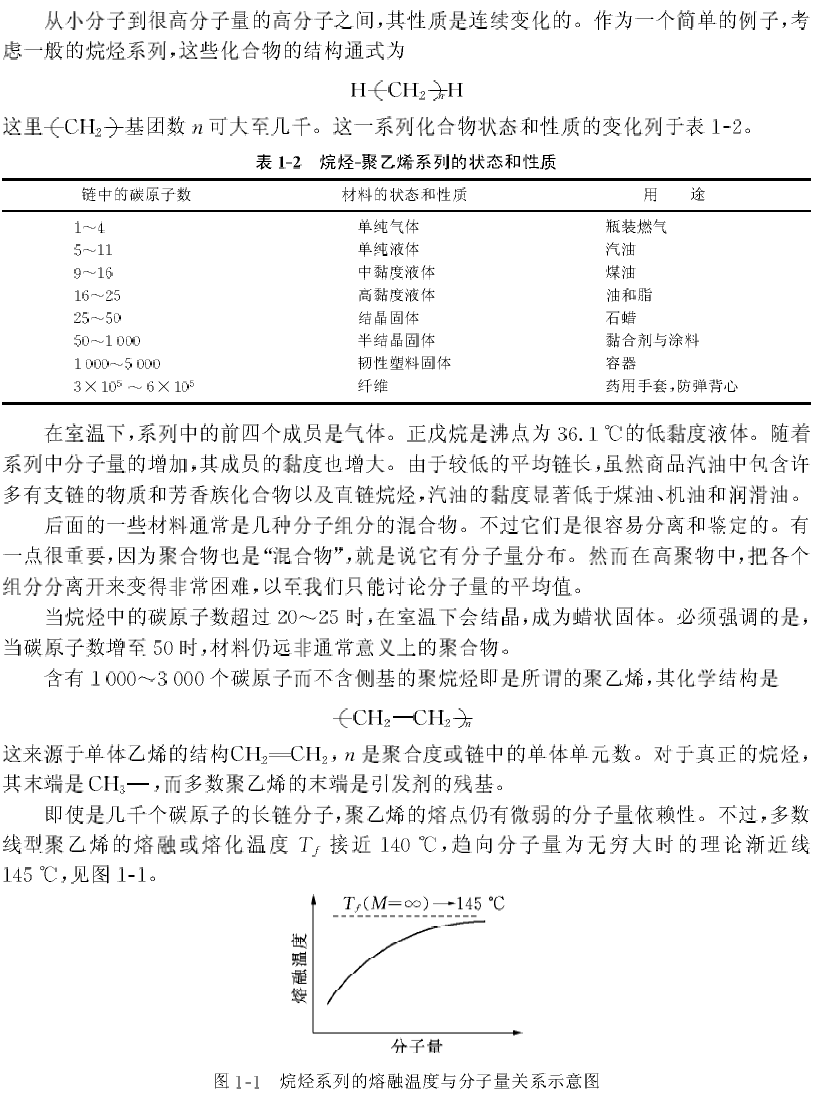 从小分子到很高分子量的高分子之间,其性质是连续变化的。作为一个简单的例子,考
虑一般的烷烃系列,这些化合物的结构通式为
H⁅CH₂⁆ₙH
这里⁅CH₂⁆基团数 n 可大至几千。这一系列化合物状态和性质的变化列于表 1-2。
表 1-2 烷烃-聚乙烯系列的状态和性质
链中的碳原子数 材料的状态和性质 用 途
1～4 单纯气体 瓶装燃气
5～11 单纯液体 汽油
9～16 中黏度液体 煤油
16～25 高黏度液体 油和脂
25～50 结晶固体 石蜡
50～1 000 半结晶固体 黏合剂与涂料
1 000～5 000 韧性塑料固体 容器
3×10⁵ ～ 6×10⁵ 纤维 药用手套,防弹背心
在室温下,系列中的前四个成员是气体。正戊烷是沸点为 36.1 ℃的低黏度液体。随着
系列中分子量的增加,其成员的黏度也增大。由于较低的平均链长,虽然商品汽油中包含许
多有支链的物质和芳香族化合物以及直链烷烃,汽油的黏度显著低于煤油、机油和润滑油。
后面的一些材料通常是几种分子组分的混合物。不过它们是很容易分离和鉴定的。有
一点很重要,因为聚合物也是“混合物”,就是说它有分子量分布。然而在高聚物中,把各个
组分分离开来变得非常困难,以至我们只能讨论分子量的平均值。
当烷烃中的碳原子数超过 20～25 时,在室温下会结晶,成为蜡状固体。必须强调的是,
当碳原子数增至 50 时,材料仍远非通常意义上的聚合物。
含有 1 000～3 000 个碳原子而不含侧基的聚烷烃即是所谓的聚乙烯,其化学结构是
⁅CH₂—CH₂⁆ₙ
这来源于单体乙烯的结构CH₂=CH₂, n 是聚合度或链中的单体单元数。对于真正的烷烃,
其末端是 CH₃—,而多数聚乙烯的末端是引发剂的残基。
即使是几千个碳原子的长链分子,聚乙烯的熔点仍有微弱的分子量依赖性。不过,多数
线型聚乙烯的熔融或熔化温度 T_f 接近 140 ℃,趋向分子量为无穷大时的理论渐近线
145 ℃,见图 1-1。
T_f(M=∞)→145 ℃
熔融温度
分子量
图 1-1 烷烃系列的熔融温度与分子量关系示意图